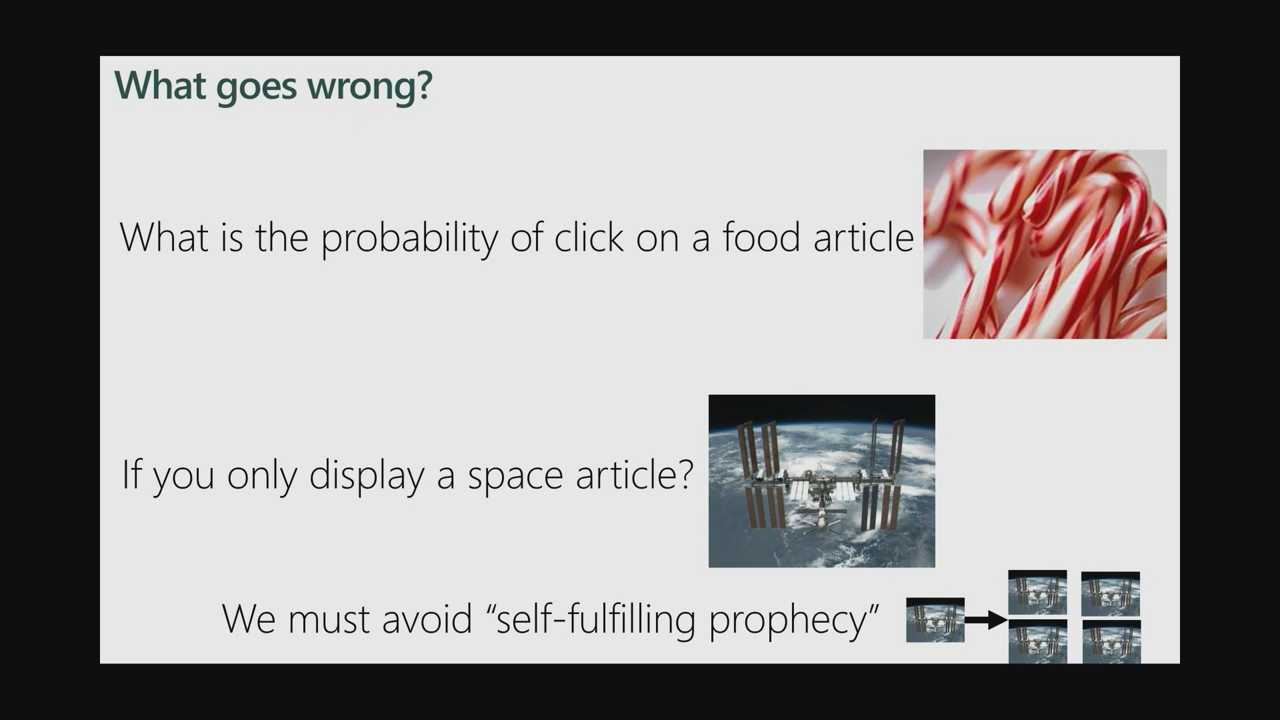 What goes wrong?
What is the probability of click on a food article
If you only display a space article?
We must avoid “self-fulfilling prophecy”